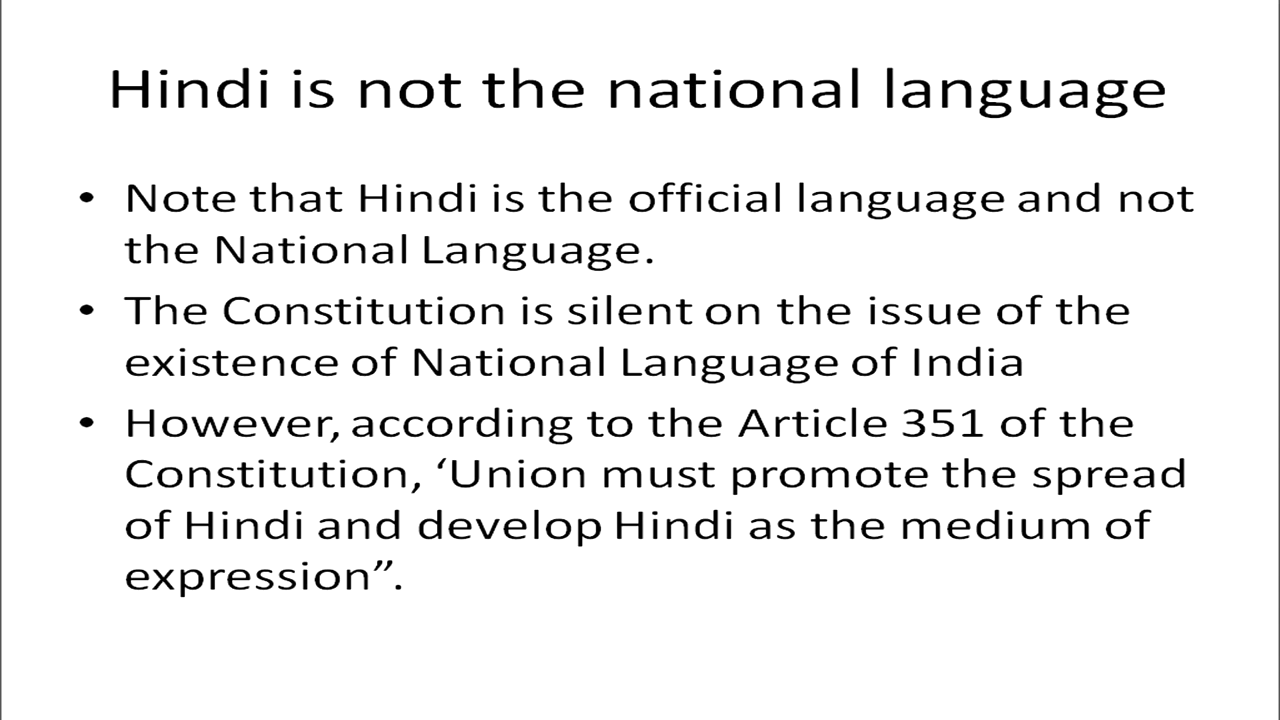 Hindi is not the national language
• Note that Hindi is the official language and not
the National Language.
• The Constitution is silent on the issue of the
existence of National Language of India
• However, according to the Article 351 of the
Constitution, ‘Union must promote the spread
of Hindi and develop Hindi as the medium of
expression”.